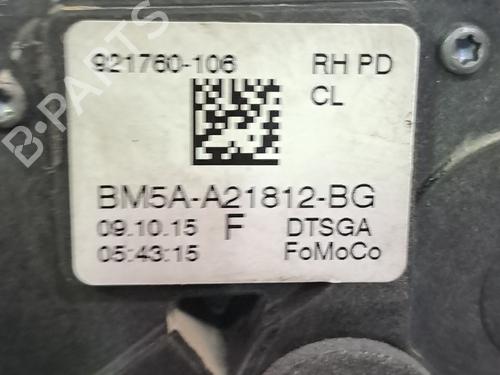 921760-106 RH PD
CL
BM5A-A21812-BG
09.10.15 F DTSGA
05:43:15 FoMoCo
B-PARTS